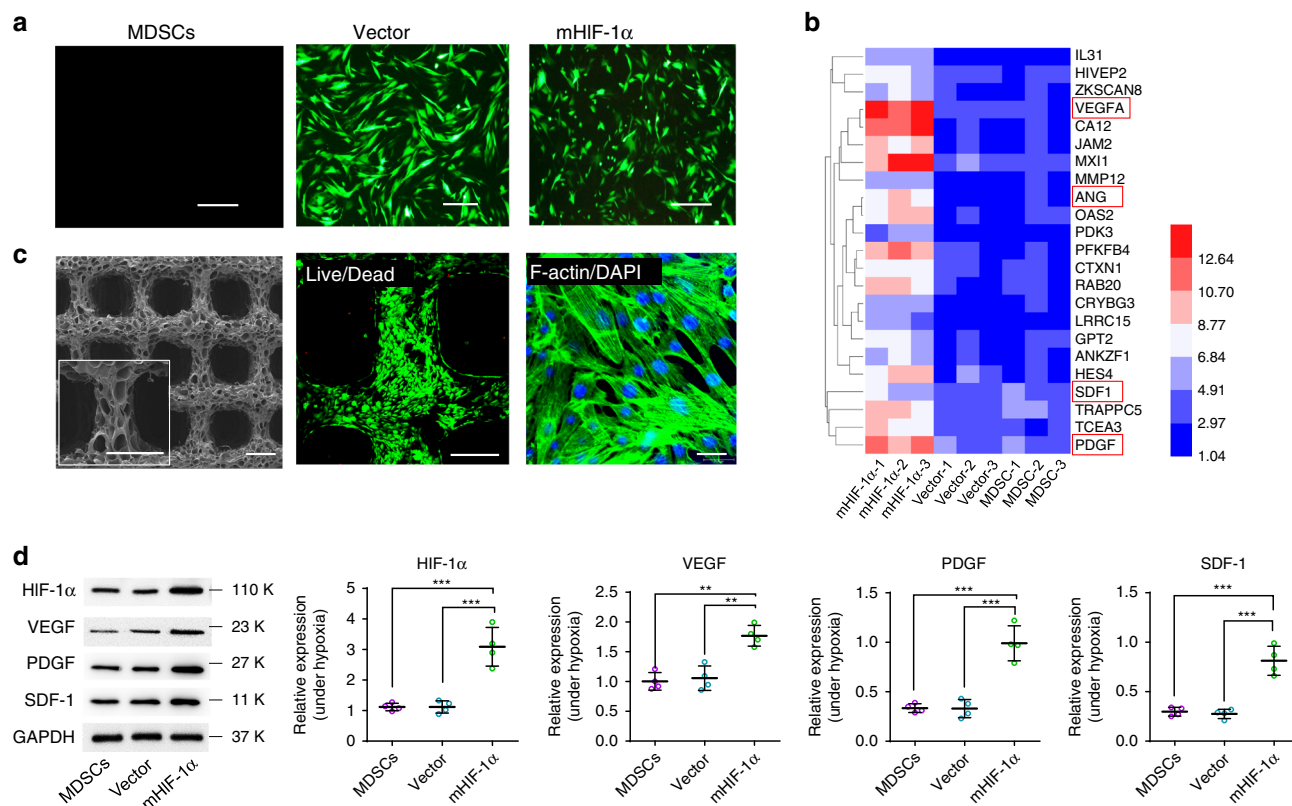 a
MDSCs
Vector
mHIF-1α
b
IL31
HIVEP2
ZKSCAN8
VEGFA
CA12
JAM2
MXI1
MMP12
ANG
OAS2
PDK3
PFKFB4
CTXN1
RAB20
CRYBG3
LRRC15
GPT2
ANKZF1
HES4
SDF1
TRAPPC5
TCEA3
PDGF
mHIF-1α-1
mHIF-1α-2
mHIF-1α-3
Vector-1
Vector-2
Vector-3
MDSC-1
MDSC-2
MDSC-3
12.64
10.70
8.77
6.84
4.91
2.97
1.04
c
Live/Dead
F-actin/DAPI
d
HIF-1α
110 K
VEGF
23 K
PDGF
27 K
SDF-1
11 K
GAPDH
37 K
MDSCs
Vector
mHIF-1α
HIF-1α
Relative expression
(under hypoxia)
5
4
3
2
1
0
***
***
MDSCs
Vector
mHIF-1α
VEGF
Relative expression
(under hypoxia)
2.5
2.0
1.5
1.0
0.5
0.0
**
**
MDSCs
Vector
mHIF-1α
PDGF
Relative expression
(under hypoxia)
1.5
1.0
0.5
0.0
***
***
MDSCs
Vector
mHIF-1α
SDF-1
Relative expression
(under hypoxia)
1.5
1.0
0.5
0.0
***
***
MDSCs
Vector
mHIF-1α